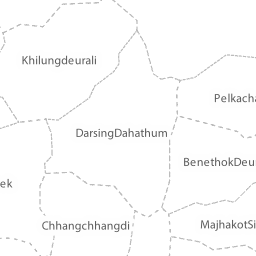 Khilungdeurali
Pelkacha
DarsingDahathum
BenethokDeu
ek
Chhangchhangdi
MajhakotSi